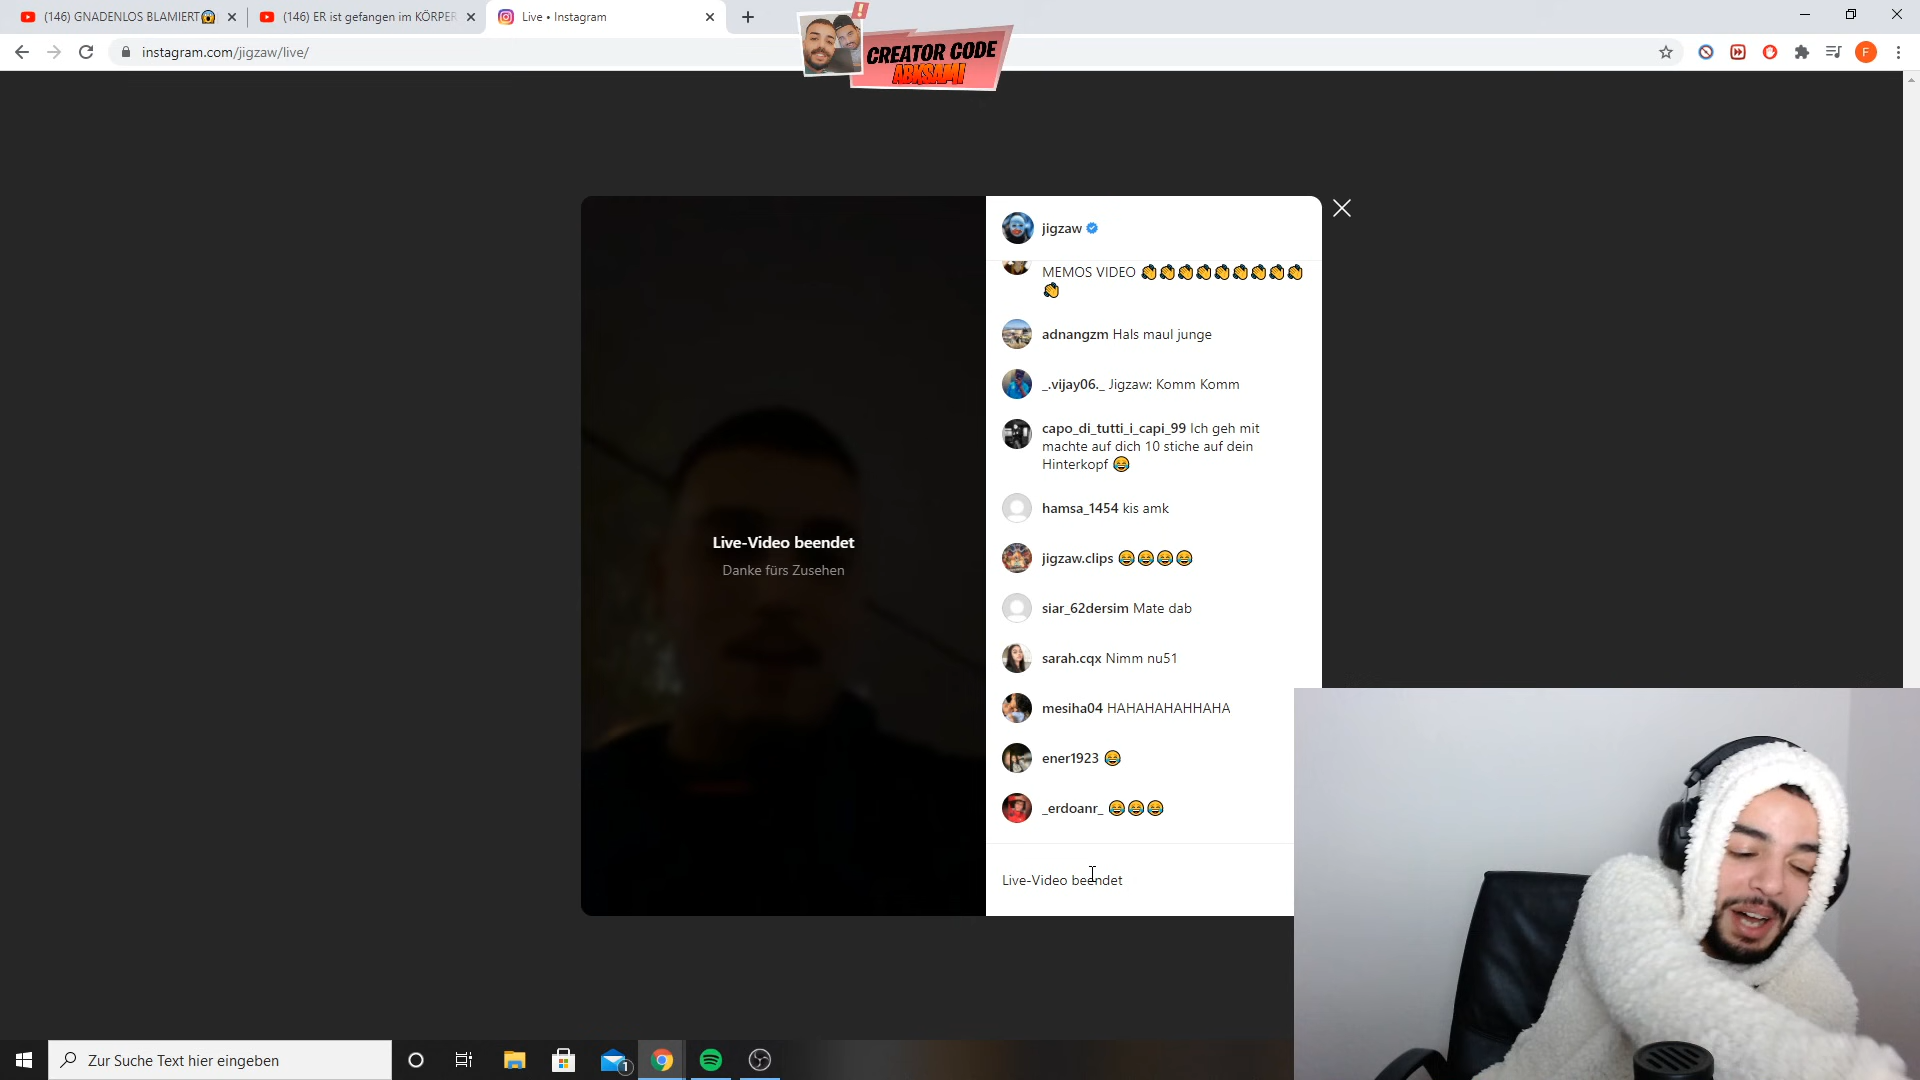 (146) GNADENLOS BLAMIERT😱
(146) ER ist gefangen im KÖRPER
Live • Instagram
instagram.com/jigzaw/live/
CREATOR CODE
ABKSAMI
F
jigzaw
MEMOS VIDEO 👏👏👏👏👏👏👏👏👏
👏
adnangzm Hals maul junge
_.vijay06._ Jigzaw: Komm Komm
capo_di_tutti_i_capi_99 Ich geh mit
machte auf dich 10 stiche auf dein
Hinterkopf 😂
hamsa_1454 kis amk
jigzaw.clips 😂😂😂😂
siar_62dersim Mate dab
sarah.cqx Nimm nu51
mesiha04 HAHAHAHAHHAHA
ener1923 😂
_erdoanr_ 😂😂😂
Live-Video beendet
Live-Video beendet
Danke fürs Zusehen
Zur Suche Text hier eingeben
1